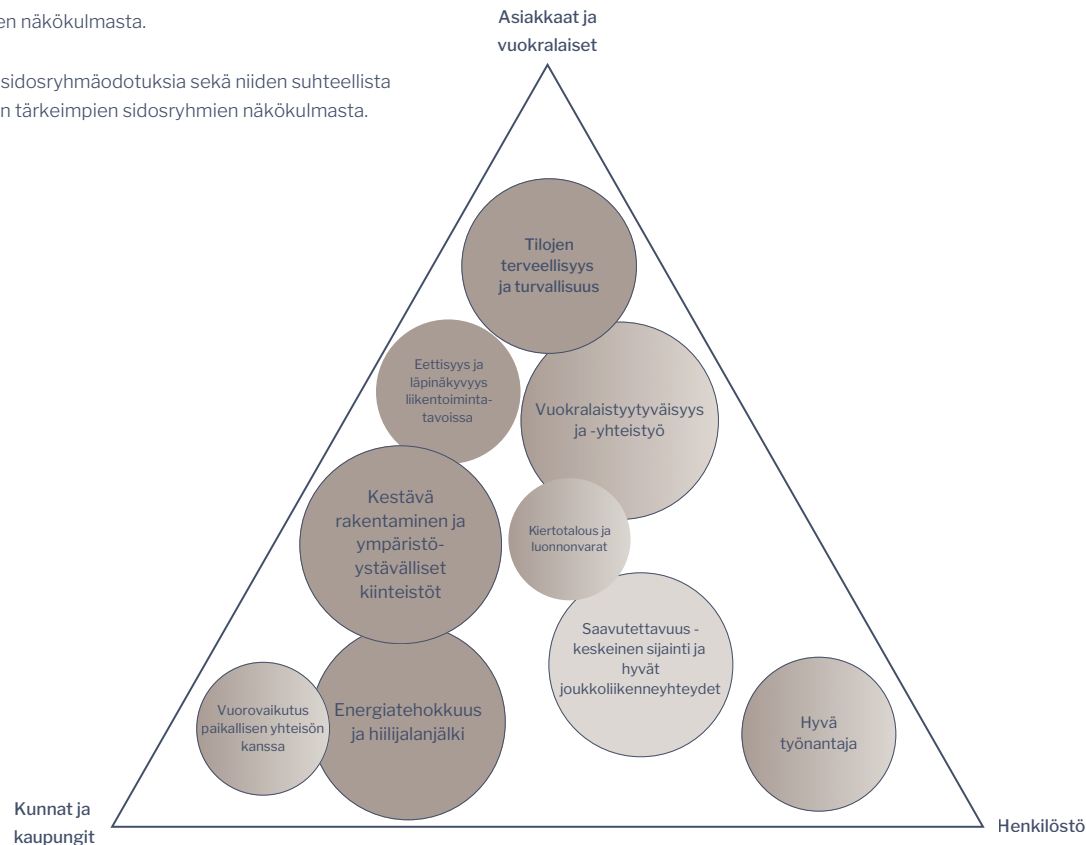 en näkökulmasta.
sidosryhmäodotuksia sekä niiden suhteellista
n tärkeimpien sidosryhmien näkökulmasta.
Asiakkaat ja
vuokralaiset
Tilojen
terveellisyys
ja turvallisuus
Eettisyys ja
läpinäkyvyys
liikentoiminta-
tavoissa
Vuokralaistyytyväisyys
ja -yhteistyö
Kestävä
rakentaminen ja
ympäristö-
ystävälliset
kiinteistöt
Kiertotalous ja
luonnonvarat
Saavutettavuus -
keskeinen sijainti ja
hyvät
joukkoliikenneyhteydet
Vuorovaikutus
paikallisen yhteisön
kanssa
Energiatehokkuus
ja hiilijalanjälki
Hyvä
työnantaja
Kunnat ja
kaupungit
Henkilöstö